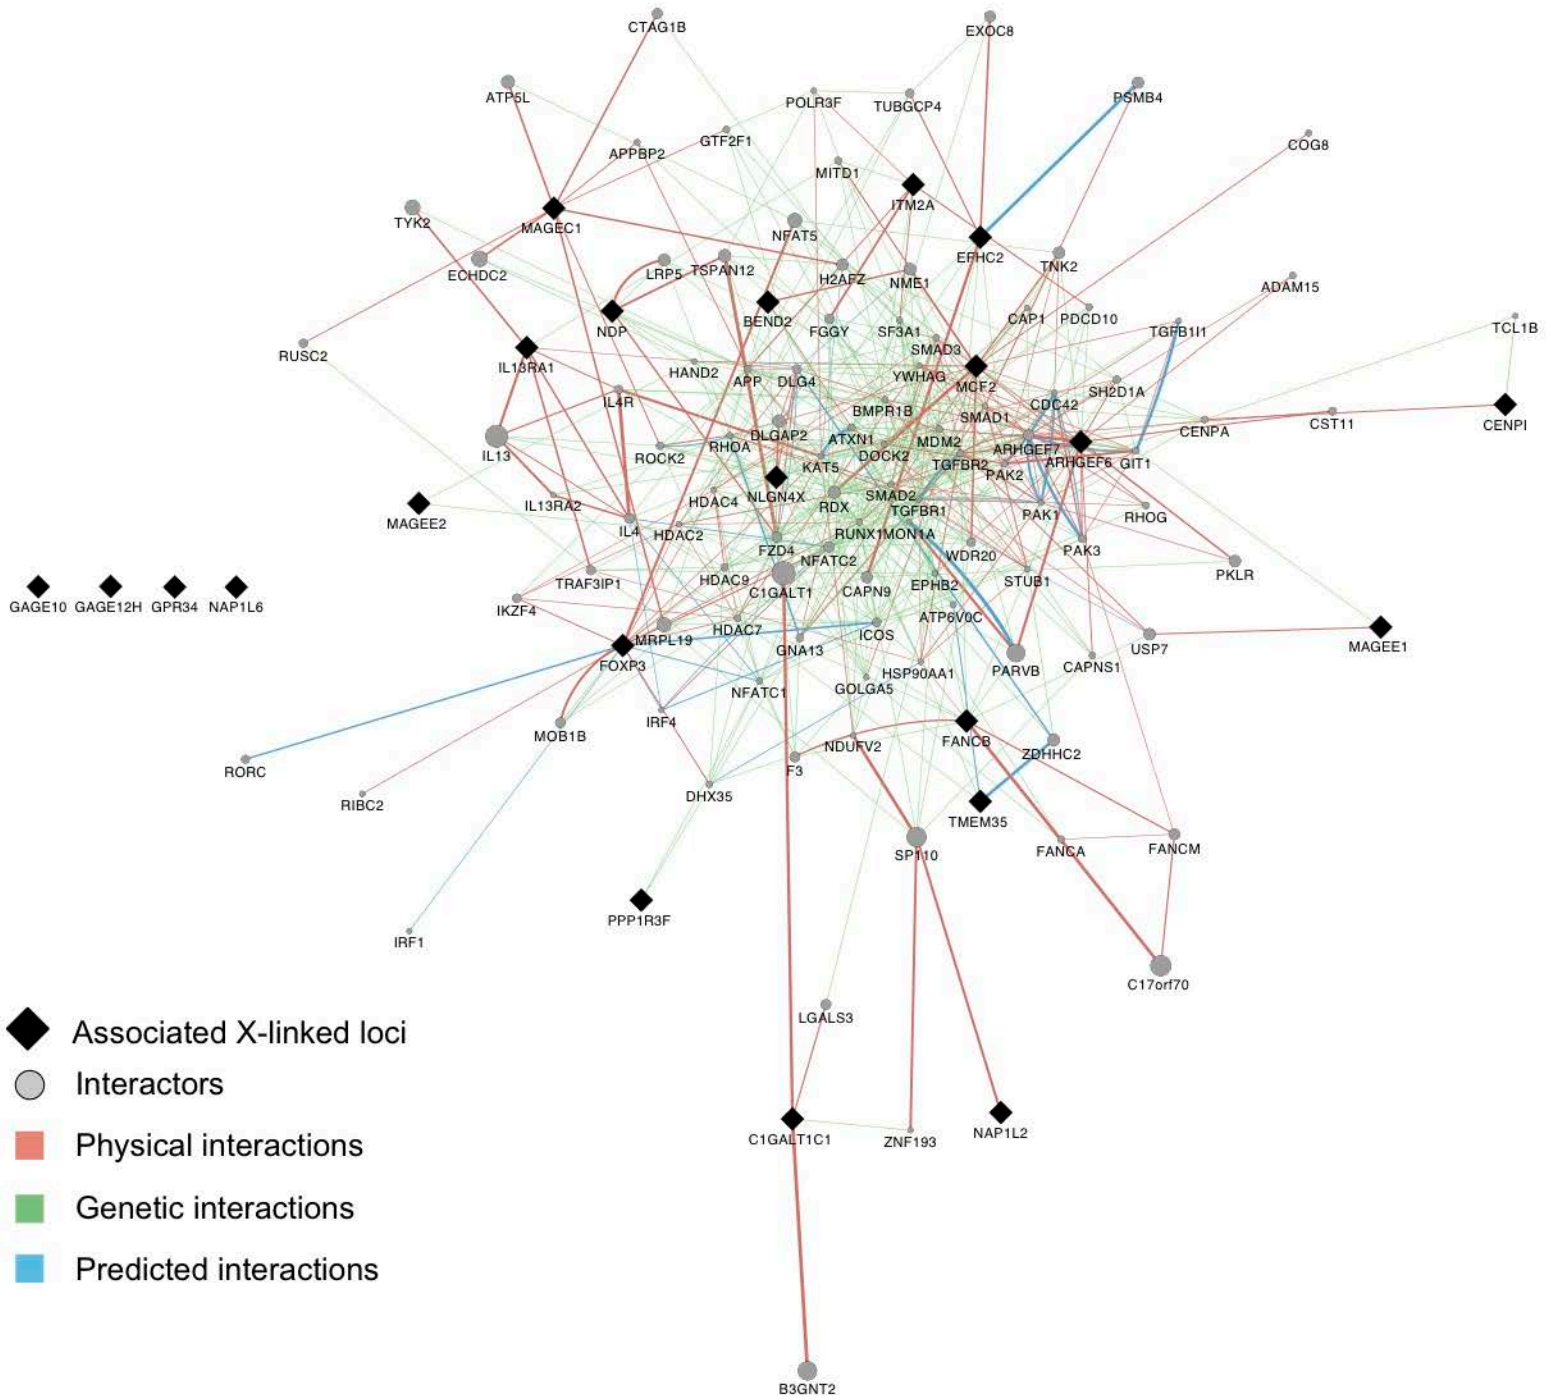 CTAG1B
EXOC8
ATP5L
POLR3F
TUBGCP4
PSMB4
GTF2F1
APPBP2
COG8
MITD1
ITM2A
TYK2
MAGEC1
NFAT5
EFHC2
ECHDC2
LRP5
TSPAN12
H2AFZ
NME1
TNK2
ADAM15
NDP
BEND2
FGGY
SF3A1
CAP1
PDCD10
TGFB1I1
TCL1B
RUSC2
IL13RA1
HAND2
APP
DLG4
SMAD3
YWHAG
MCF2
SH2D1A
IL4R
BMPR1B
SMAD1
CDC42
CENPA
CST11
CENPI
IL13
ROCK2
RHOA
DLGAP2
ATXN1
DOCK2
MDM2
ARHGEF7
ARHGEF6
GIT1
KAT5
TGFBR2
PAK2
MAGEE2
IL13RA2
IL4
HDAC4
NLGN4X
RDX
SMAD2
TGFBR1
PAK1
RHOG
HDAC2
FZD4
RUNX1
MON1A
NFATC2
WDR20
PAK3
GAGE10
GAGE12H
GPR34
NAP1L6
TRAF3IP1
HDAC9
C1GALT1
CAPN9
EPHB2
STUB1
PKLR
IKZF4
ATP6V0C
MRPL19
HDAC7
ICOS
GNA13
FOXP3
HSP90AA1
PARVB
CAPNS1
USP7
MAGEE1
NFATC1
GOLGA5
MOB1B
IRF4
NDUFV2
FANCB
ZDHHC2
RORC
F3
RIBC2
DHX35
TMEM35
SP110
FANCA
FANCM
PPP1R3F
IRF1
C17orf70
LGALS3
Associated X-linked loci
Interactors
C1GALT1C1
ZNF193
NAP1L2
Physical interactions
Genetic interactions
Predicted interactions
B3GNT2